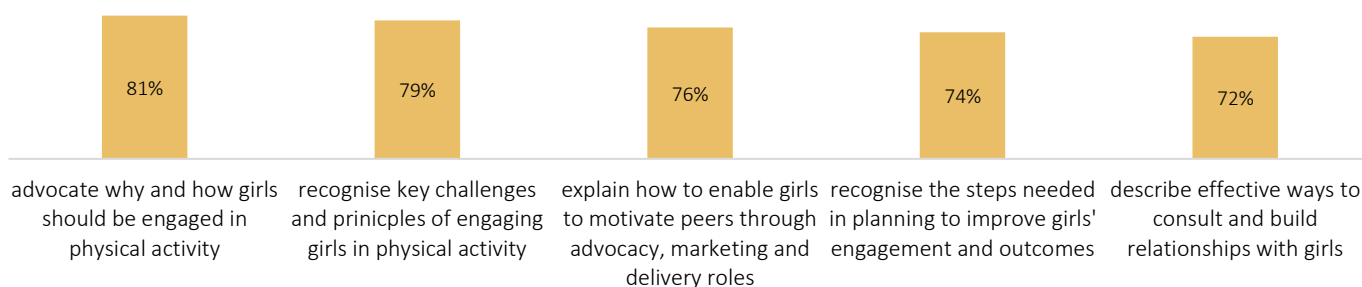 81%
79%
76%
74%
72%
advocate why and how girls
should be engaged in
physical activity
recognise key challenges
and prinicples of engaging
girls in physical activity
explain how to enable girls
to motivate peers through
advocacy, marketing and
delivery roles
recognise the steps needed
in planning to improve girls'
engagement and outcomes
describe effective ways to
consult and build
relationships with girls